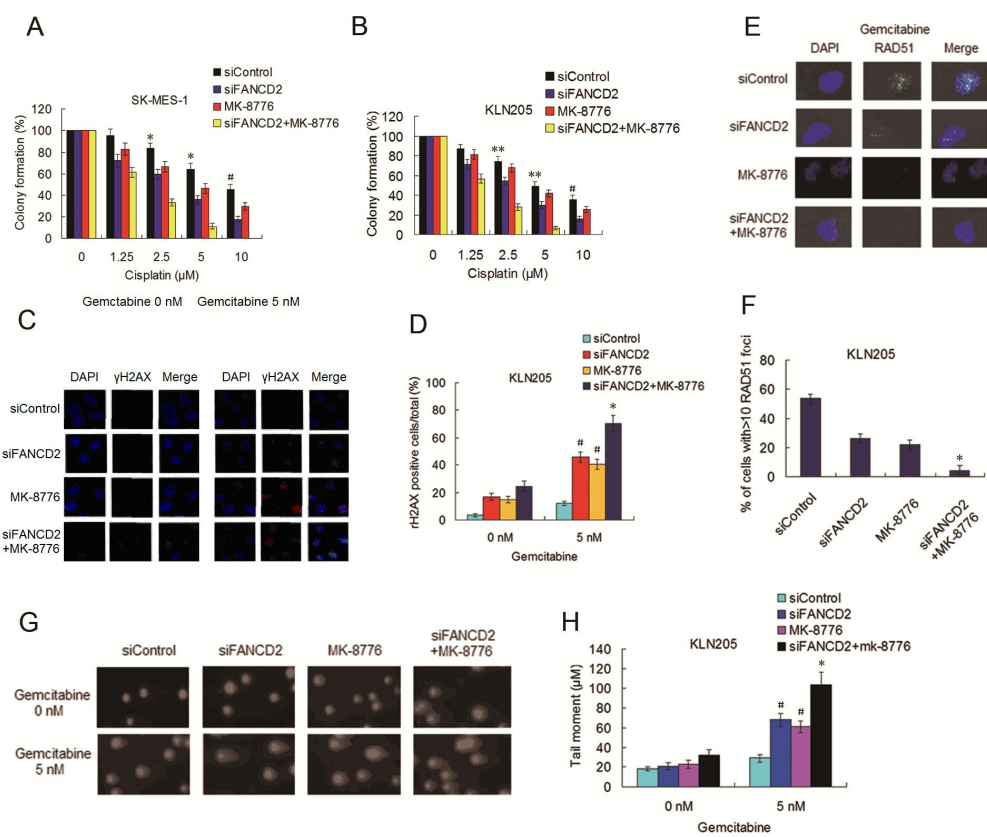 A
SK-MES-1
siControl
siFANCD2
MK-8776
siFANCD2+MK-8776
Colony formation (%)
120
100
80
60
40
20
0
*
*
#
0 1.25 2.5 5 10
Cisplatin (µM)
B
KLN205
siControl
siFANCD2
MK-8776
siFANCD2+MK-8776
Colony formation (%)
120
100
80
60
40
20
0
**
**
#
0 1.25 2.5 5 10
Cisplatin (µM)
E
Gemcitabine
DAPI RAD51 Merge
siControl
siFANCD2
MK-8776
siFANCD2
+MK-8776
Gemctabine 0 nM Gemcitabine 5 nM
C
DAPI γH2AX Merge DAPI γH2AX Merge
siControl
siFANCD2
MK-8776
siFANCD2
+MK-8776
D
KLN205
siControl
siFANCD2
MK-8776
siFANCD2+MK-8776
rH2AX positive cells/total (%)
100
80
60
40
20
0
# # *
0 nM 5 nM
Gemcitabine
F
KLN205
% of cells with>10 RAD51 foci
80
60
40
20
0
*
siControl
siFANCD2
MK-8776
siFANCD2
+MK-8776
G
siControl siFANCD2 MK-8776 siFANCD2
+MK-8776
Gemcitabine
0 nM
Gemcitabine
5 nM
H
KLN205
siControl
siFANCD2
MK-8776
siFANCD2+mk-8776
Tail moment (µM)
140
120
100
80
60
40
20
0
# # *
0 nM 5 nM
Gemcitabine